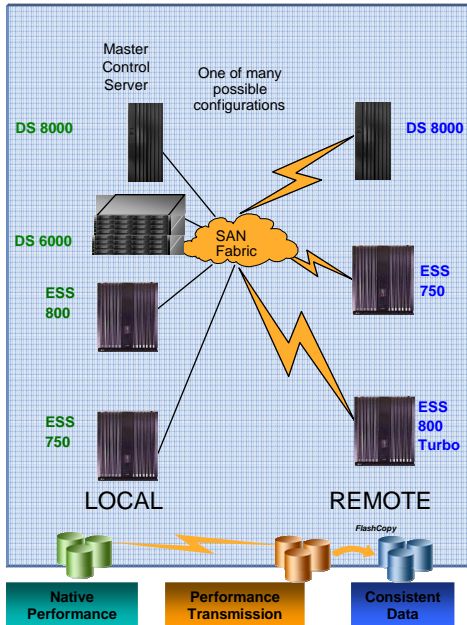 Master
Control
Server
One of many
possible
configurations
DS 8000
DS 8000
DS 6000
SAN
Fabric
ESS
800
ESS
750
ESS
750
ESS
800
Turbo
LOCAL
REMOTE
FlashCopy
Native
Performance
Performance
Transmission
Consistent
Data